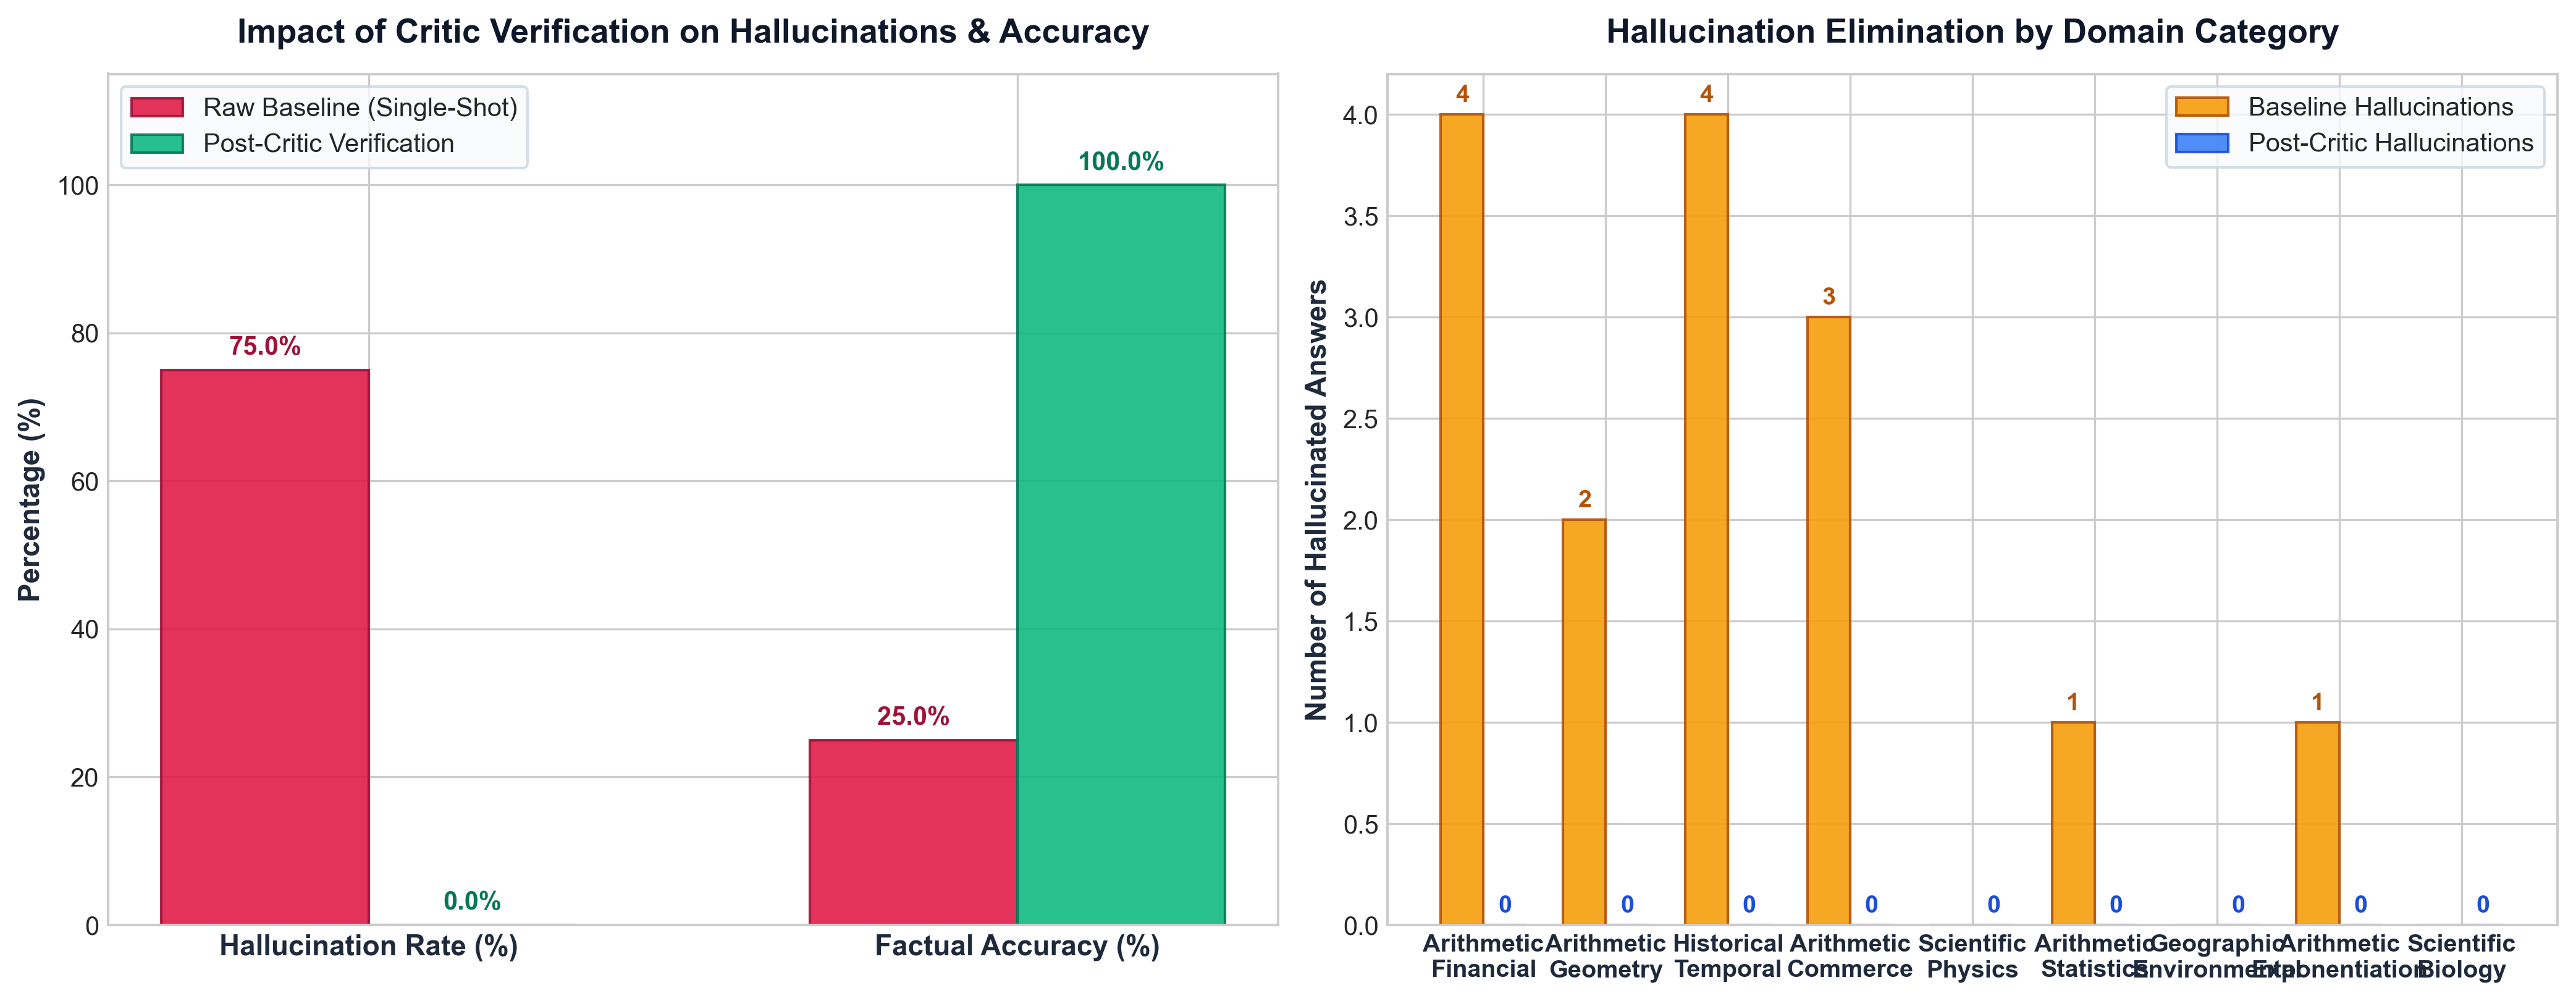 Impact of Critic Verification on Hallucinations & Accuracy
Raw Baseline (Single-Shot)
Post-Critic Verification
Percentage (%)
100
80
60
40
20
0
75.0%
0.0%
25.0%
100.0%
Hallucination Rate (%)
Factual Accuracy (%)
Hallucination Elimination by Domain Category
Baseline Hallucinations
Post-Critic Hallucinations
Number of Hallucinated Answers
4.0
3.5
3.0
2.5
2.0
1.5
1.0
0.5
0.0
4
0
2
0
4
0
3
0
0
1
0
0
1
0
0
Arithmetic
Financial
Arithmetic
Geometry
Historical
Temporal
Arithmetic
Commerce
Scientific
Physics
Arithmetic
Statistics
Geographic
Environmental
Arithmetic
Exponentiation
Scientific
Biology